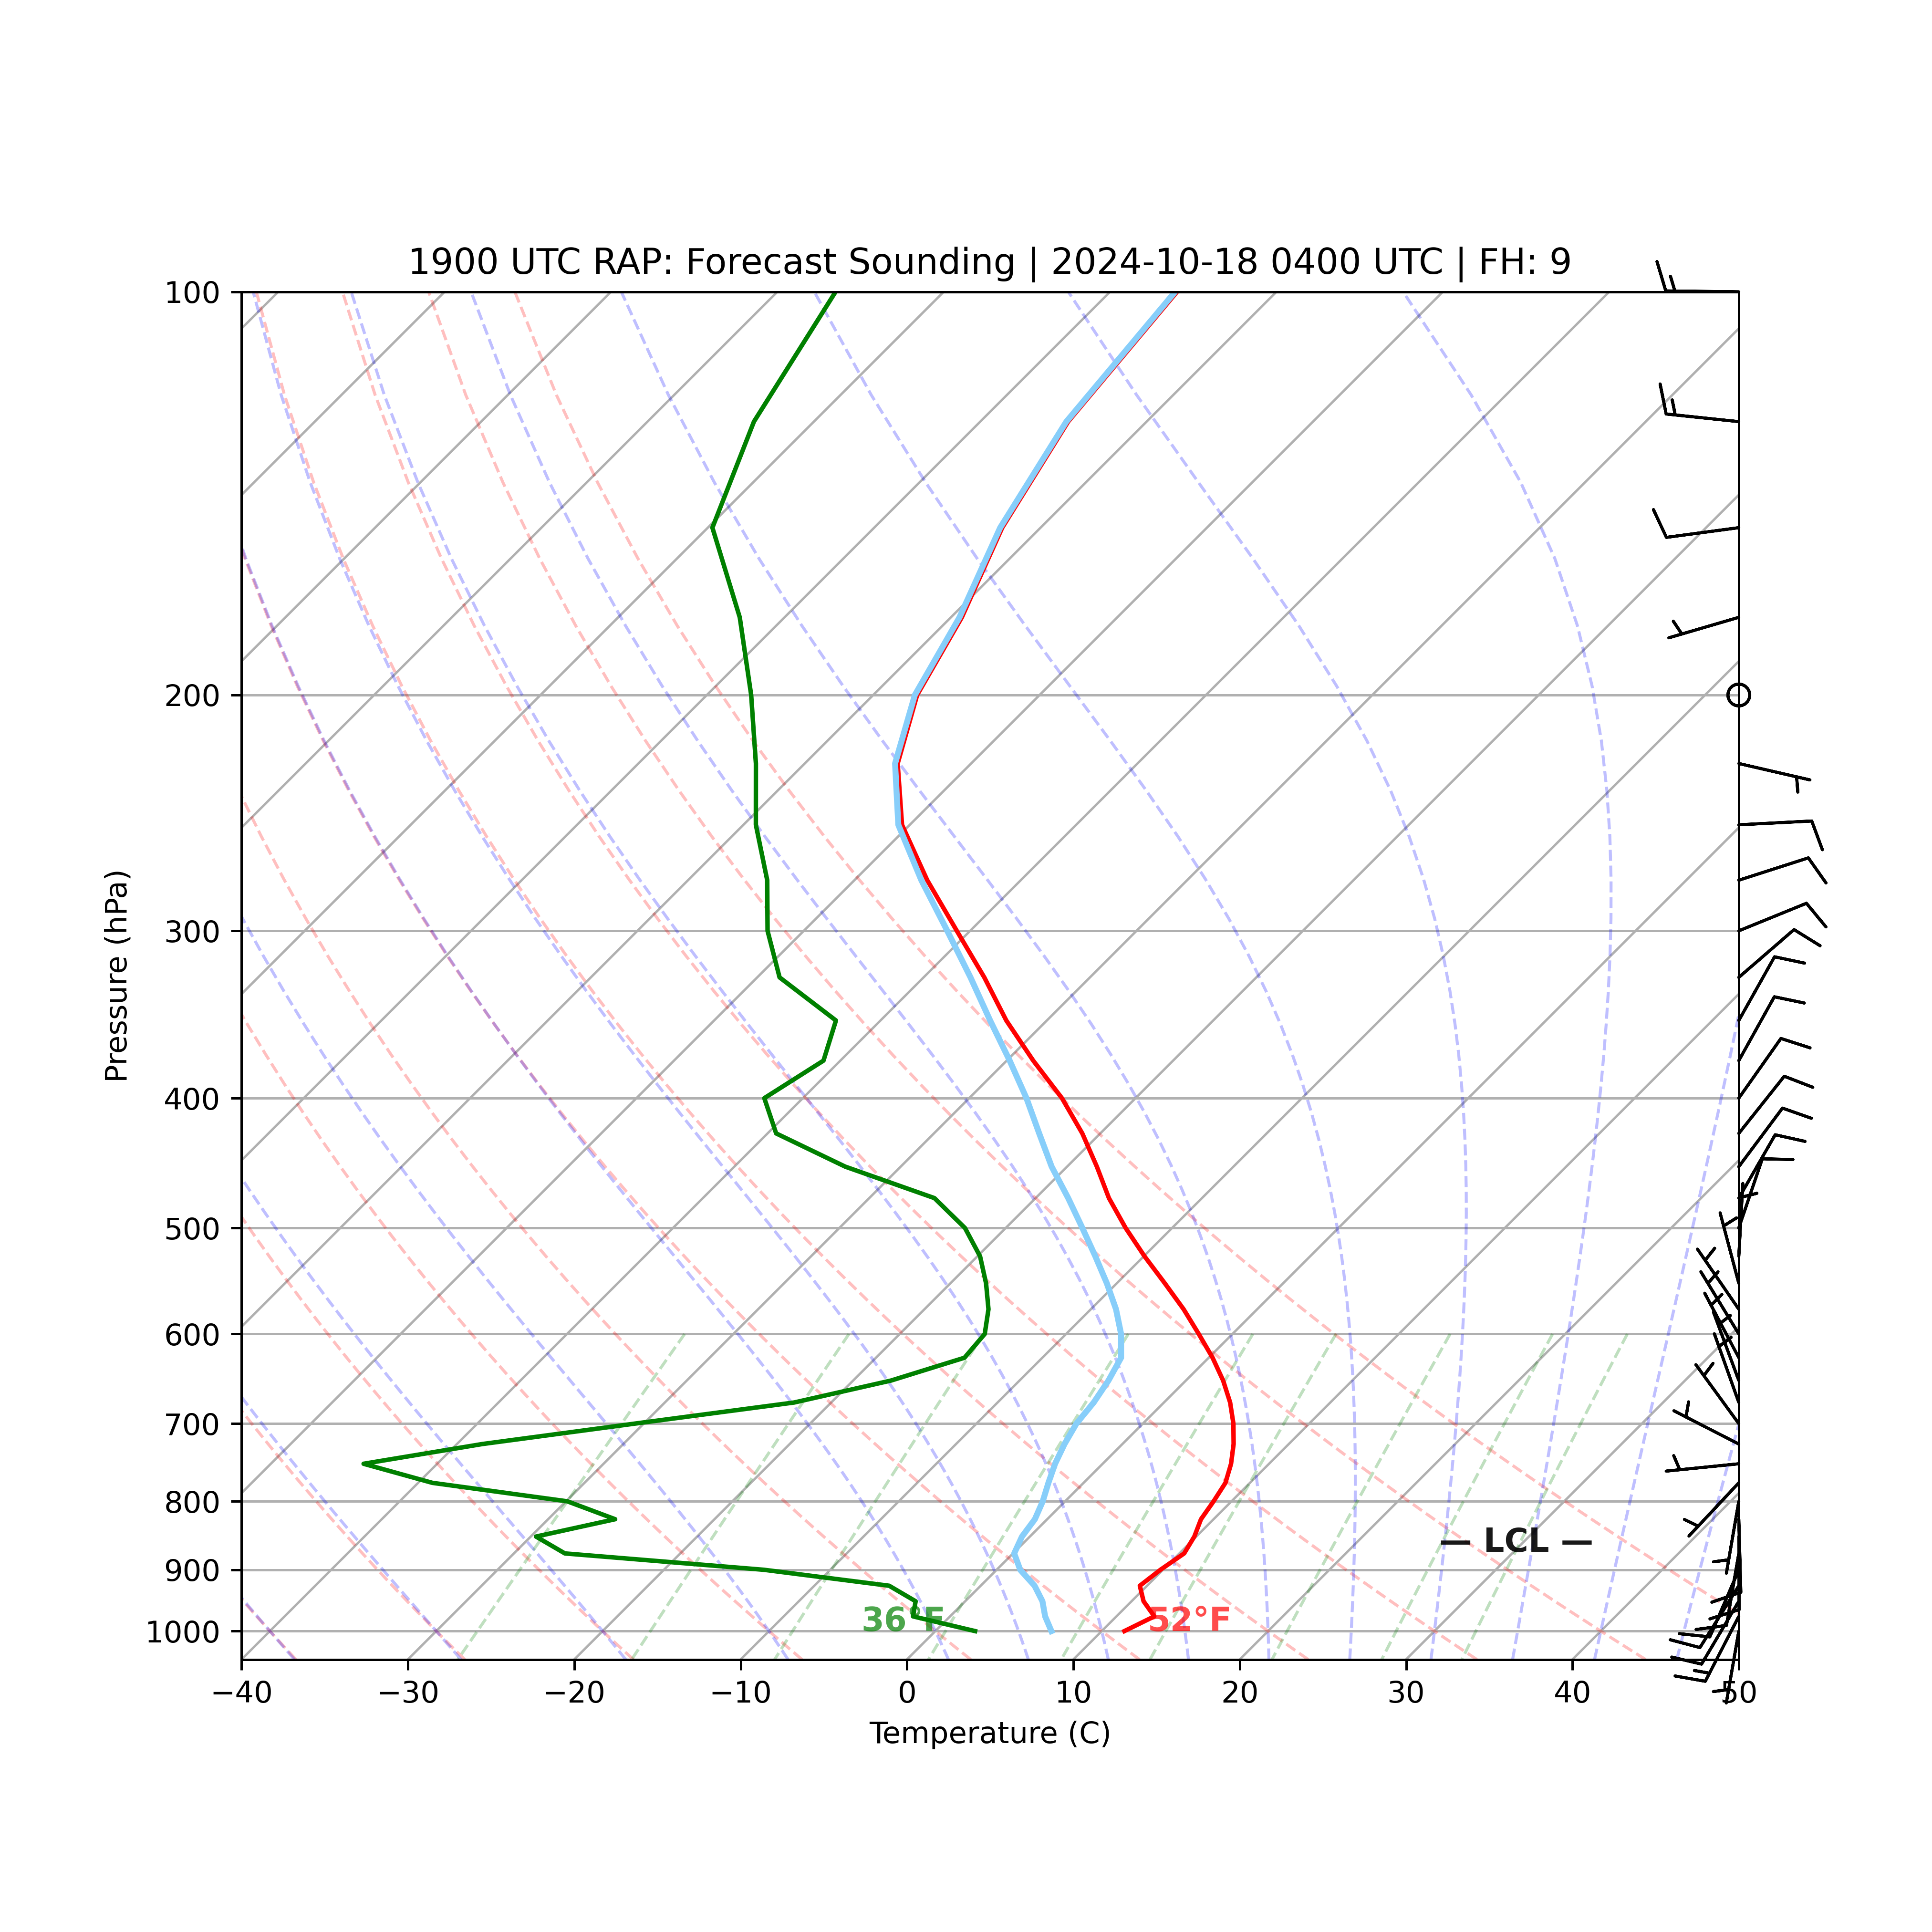 1900 UTC RAP: Forecast Sounding | 2024-10-18 0400 UTC | FH: 9
100
200
300
400
500
600
700
800
900
1000
Pressure (hPa)
— LCL —
36°F
52°F
−40 −30 −20 −10 0 10 20 30 40 50
Temperature (C)